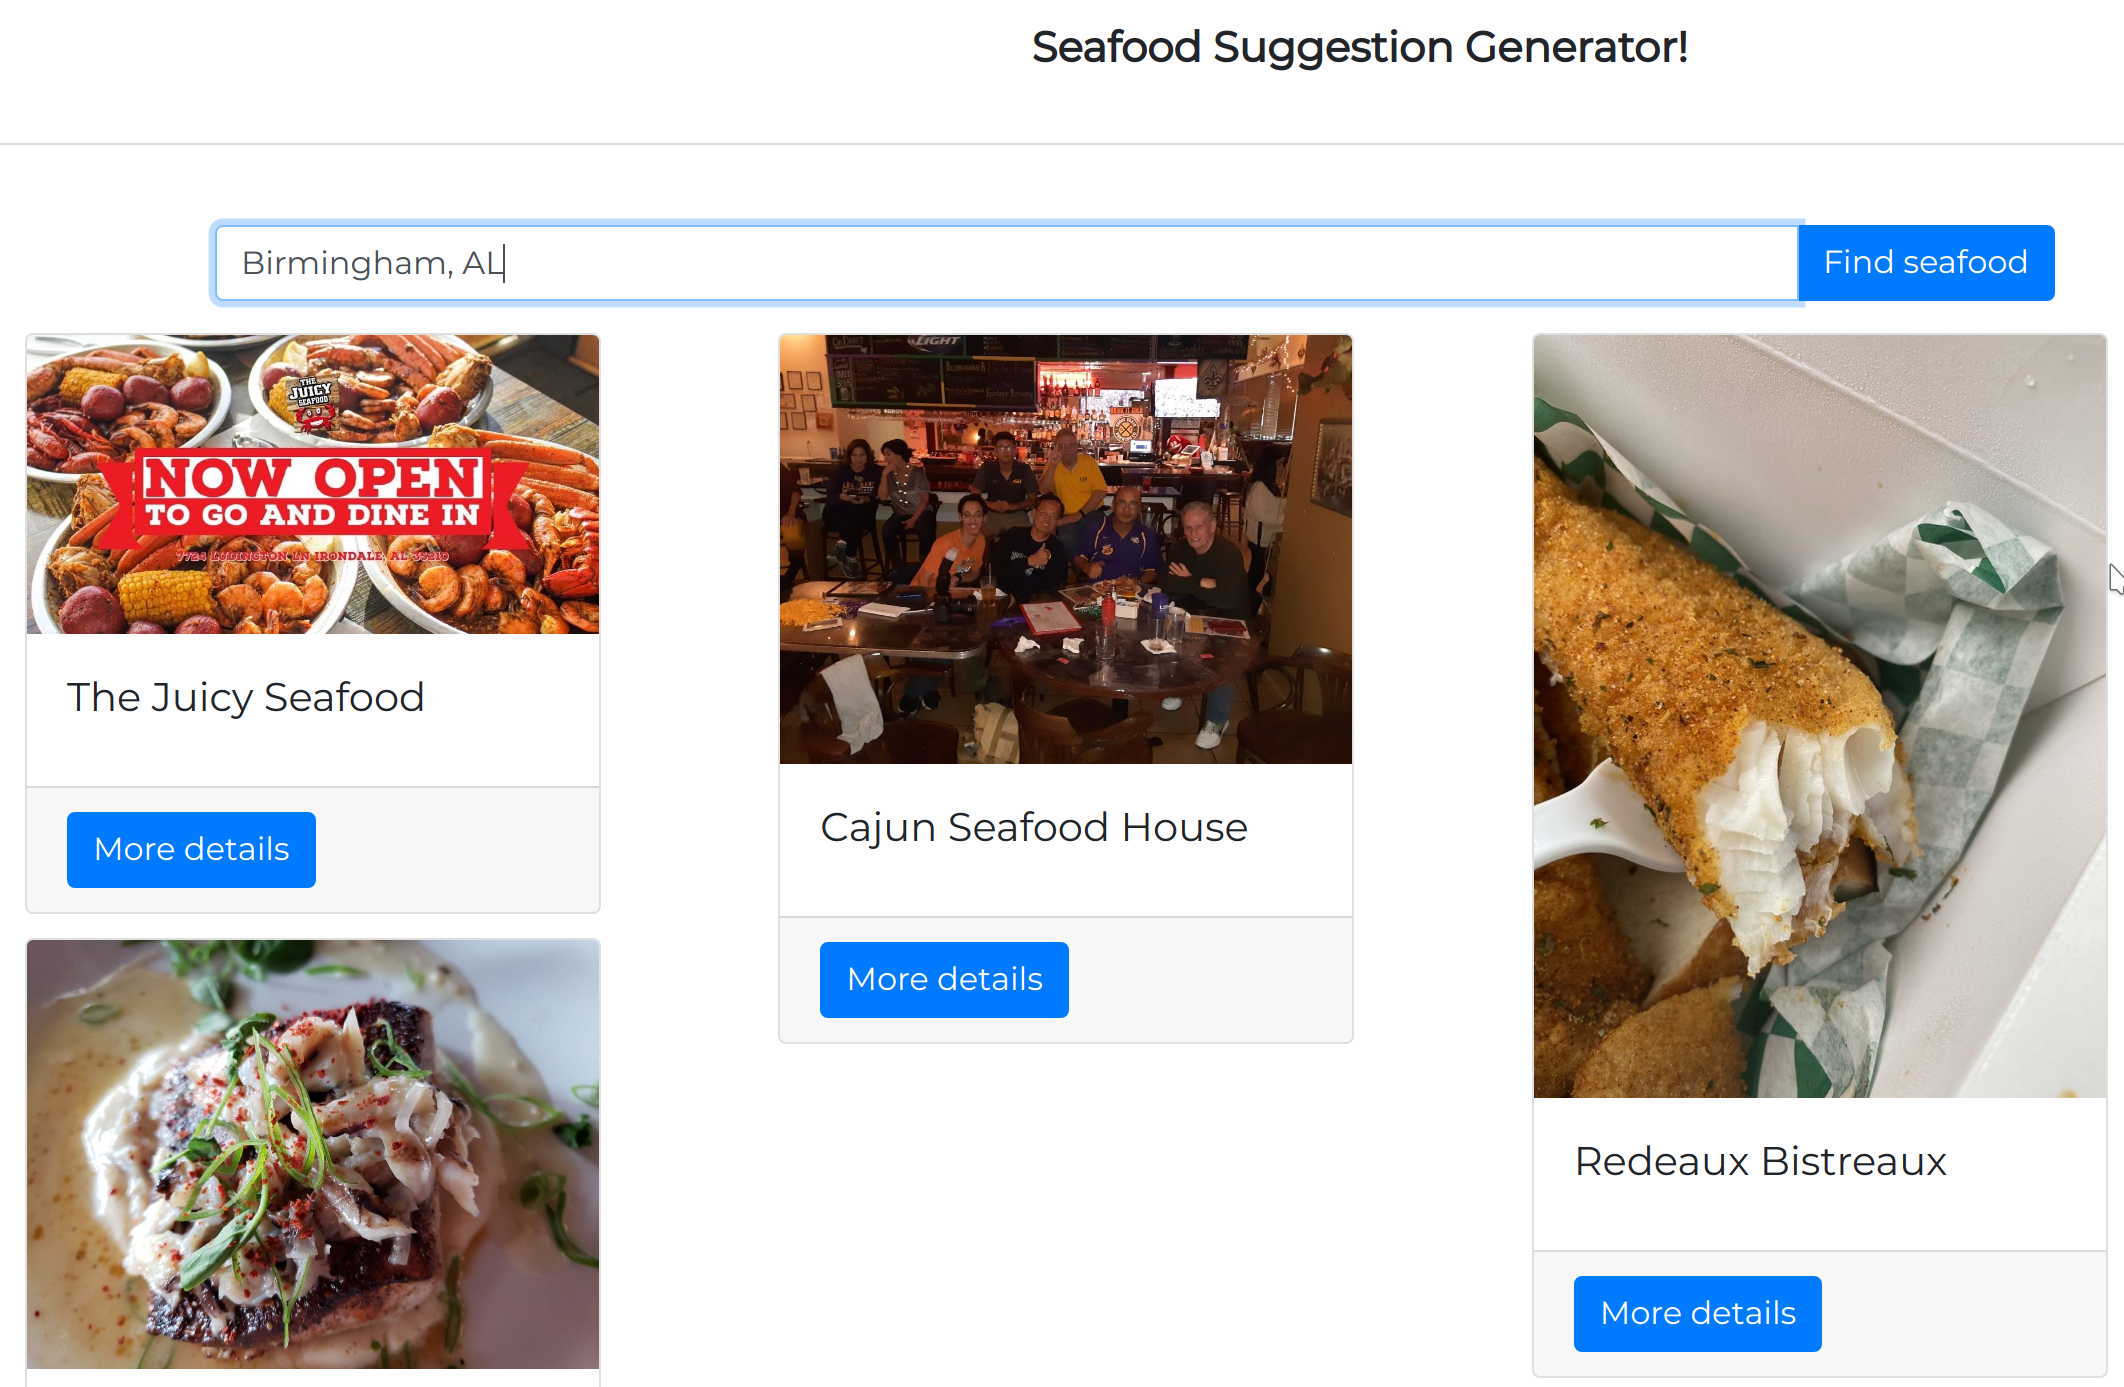 Seafood Suggestion Generator!
Birmingham, AL
Find seafood
THE
JUICY
SEAFOOD
NOW OPEN
TO GO AND DINE IN
7724 LUDINGTON LN IRONDALE, AL 35210
The Juicy Seafood
More details
LIGHT
Cajun Seafood House
More details
Redeaux Bistreaux
More details